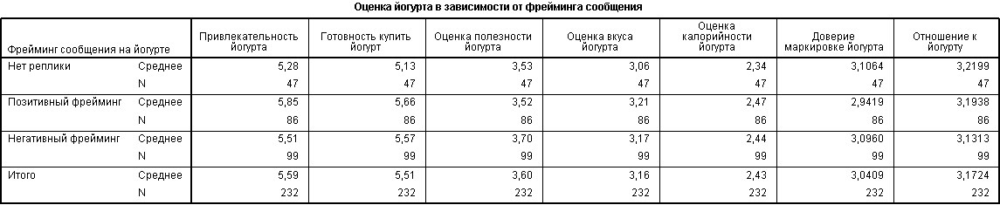 Оценка йогурта в зависимости от фрейминга сообщения
Фрейминг сообщения на йогурте Привлекательность йогурта Готовность купить йогурт Оценка полезности йогурта Оценка вкуса йогурта Оценка калорийности йогурта Доверие маркировке йогурта Отношение к йогурту
Нет реплики Среднее 5,28 5,13 3,53 3,06 2,34 3,1064 3,2199
N 47 47 47 47 47 47 47
Позитивный фрейминг Среднее 5,85 5,66 3,52 3,21 2,47 2,9419 3,1938
N 86 86 86 86 86 86 86
Негативный фрейминг Среднее 5,51 5,57 3,70 3,17 2,44 3,0960 3,1313
N 99 99 99 99 99 99 99
Итого Среднее 5,59 5,51 3,60 3,16 2,43 3,0409 3,1724
N 232 232 232 232 232 232 232